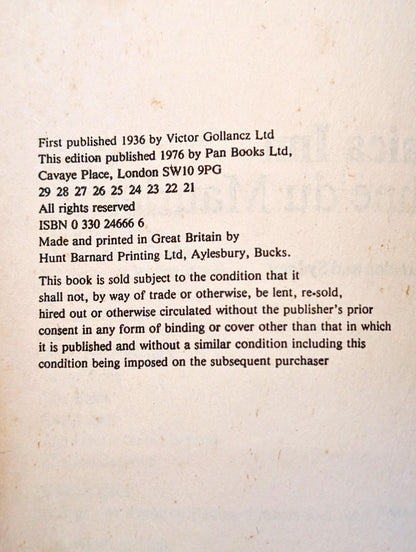 First published 1936 by Victor Gollancz Ltd
This edition published 1976 by Pan Books Ltd,
Cavaye Place, London SW10 9PG
29 28 27 26 25 24 23 22 21
All rights reserved
ISBN 0 330 24666 6
Made and printed in Great Britain by
Hunt Barnard Printing Ltd, Aylesbury, Bucks.
This book is sold subject to the condition that it
shall not, by way of trade or otherwise, be lent, re-sold,
hired out or otherwise circulated without the publisher's prior
consent in any form of binding or cover other than that in which
it is published and without a similar condition including this
condition being imposed on the subsequent purchaser